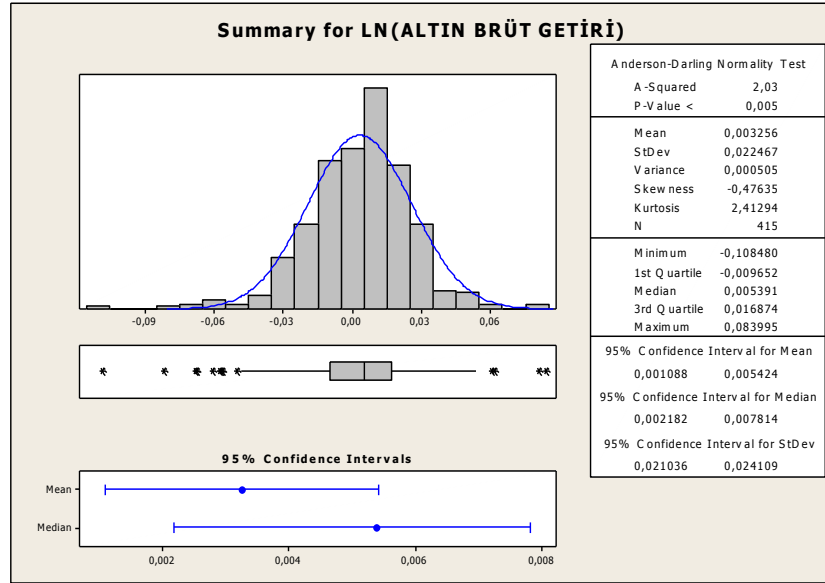 Summary for LN(ALTIN BRÜT GETİRİ)
-0,09 -0,06 -0,03 0,00 0,03 0,06
95% Confidence Intervals
Mean
Median
0,002 0,004 0,006 0,008
Anderson-Darling Normality Test
A-Squared 2,03
P-Value < 0,005
Mean 0,003256
StDev 0,022467
Variance 0,000505
Skewness -0,47635
Kurtosis 2,41294
N 415
Minimum -0,108480
1st Quartile -0,009652
Median 0,005391
3rd Quartile 0,016874
Maximum 0,083995
95% Confidence Interval for Mean
0,001088 0,005424
95% Confidence Interval for Median
0,002182 0,007814
95% Confidence Interval for StDev
0,021036 0,024109